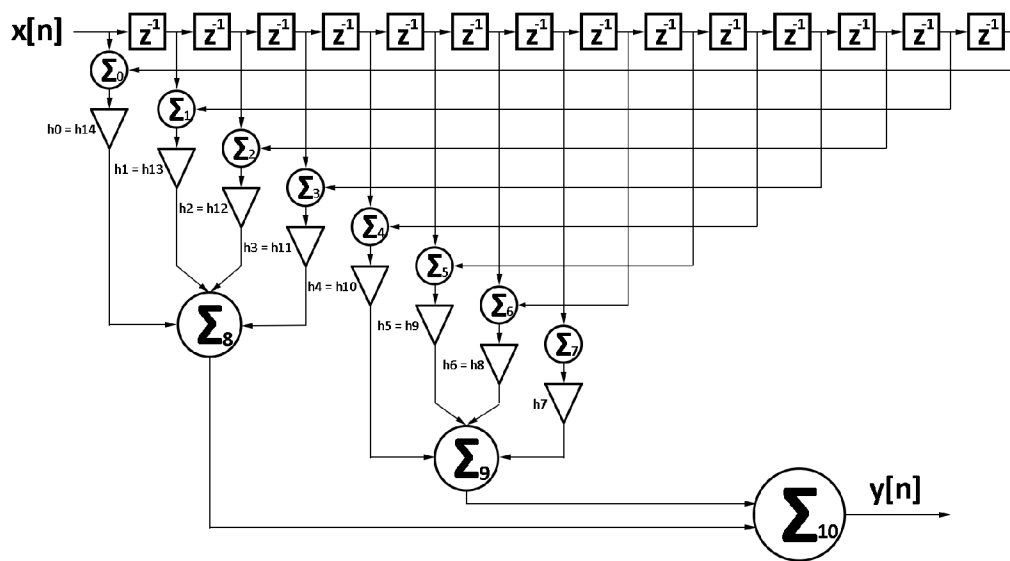 x[n]
z⁻¹ z⁻¹ z⁻¹ z⁻¹ z⁻¹ z⁻¹ z⁻¹ z⁻¹ z⁻¹ z⁻¹ z⁻¹ z⁻¹ z⁻¹ z⁻¹
Σ0
h0 = h14
Σ1
h1 = h13
Σ2
h2 = h12
Σ3
h3 = h11
Σ4
h4 = h10
Σ5
h5 = h9
Σ6
h6 = h8
Σ7
h7
Σ8
Σ9
Σ10
y[n]